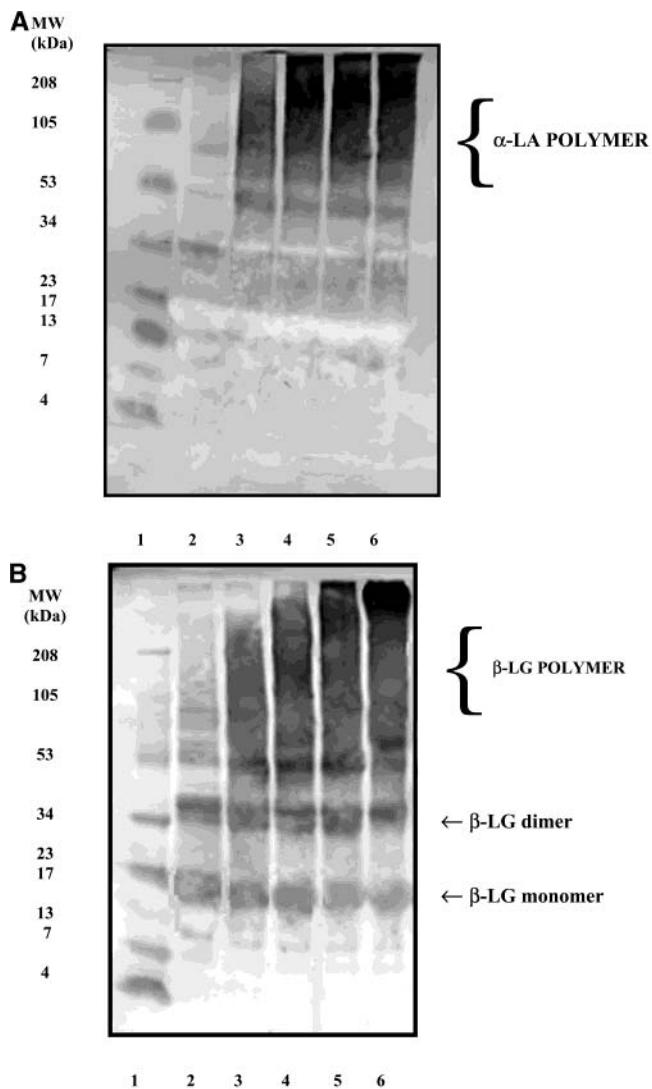 A
MW
(kDa)
208
105
53
34
23
17
13
7
4
α-LA POLYMER
1 2 3 4 5 6
B
MW
(kDa)
208
105
53
34
23
17
13
7
4
β-LG POLYMER
← β-LG dimer
← β-LG monomer
1 2 3 4 5 6